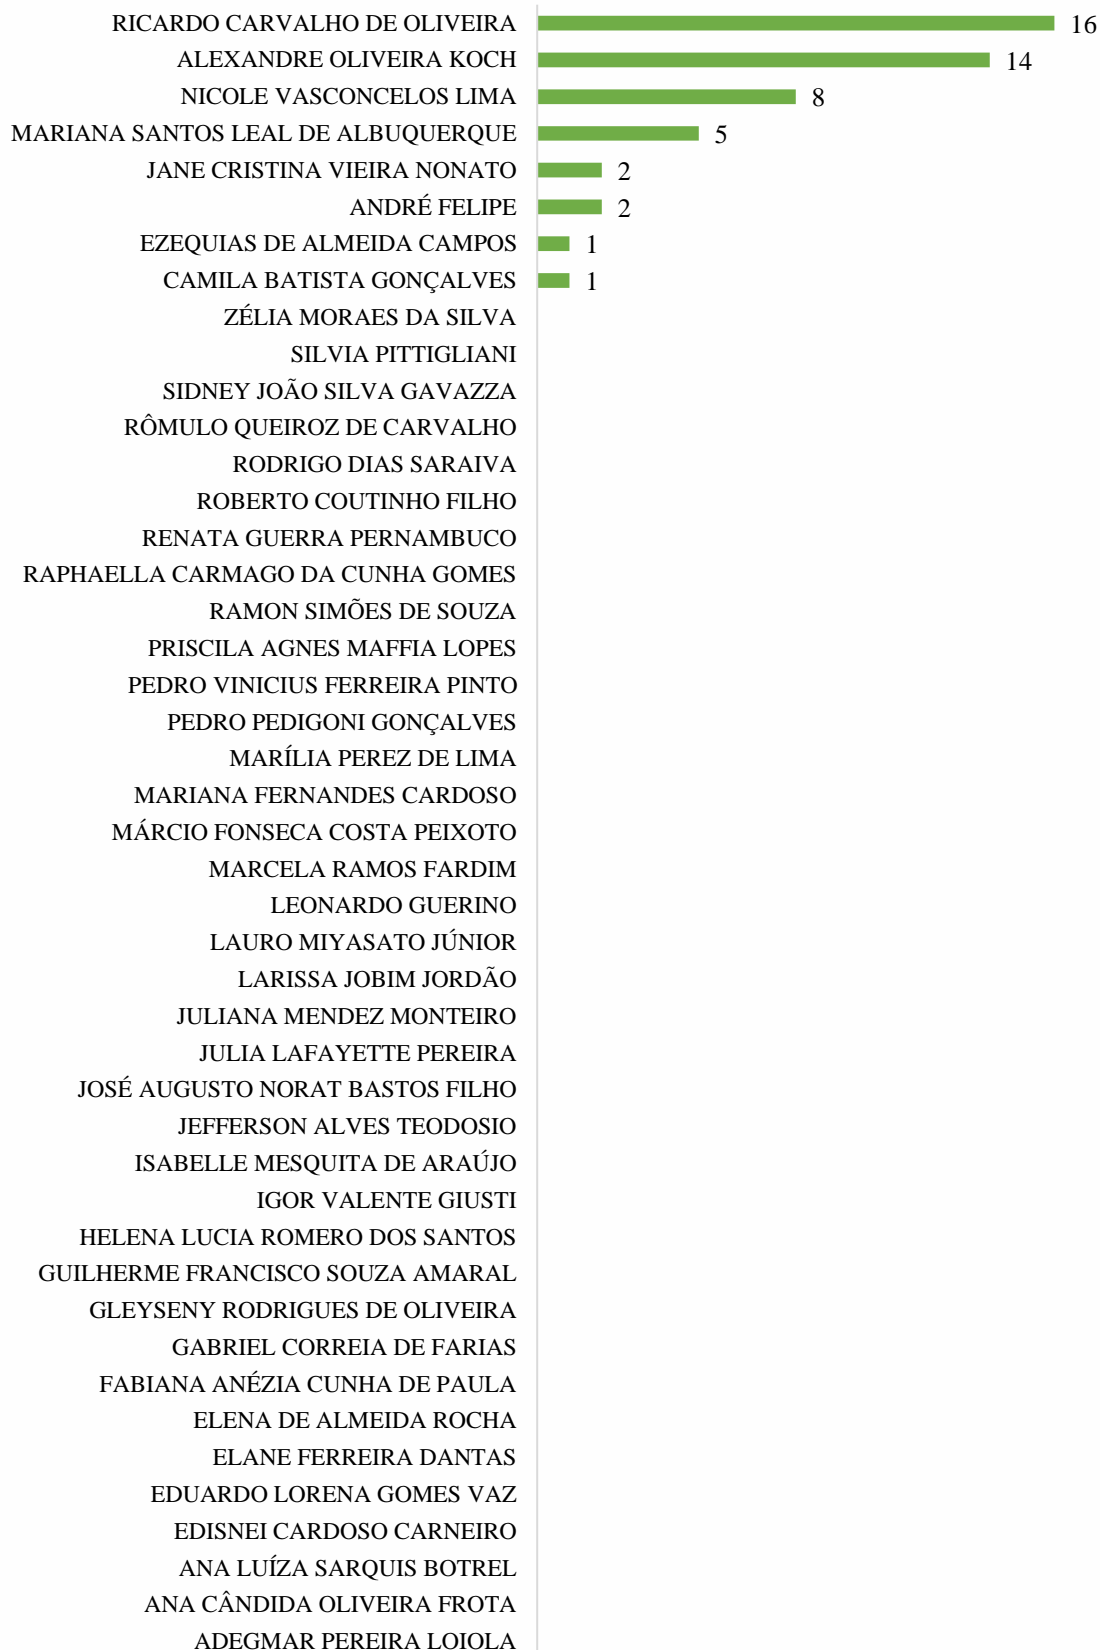 RICARDO CARVALHO DE OLIVEIRA 16
ALEXANDRE OLIVEIRA KOCH 14
NICOLE VASCONCELOS LIMA 8
MARIANA SANTOS LEAL DE ALBUQUERQUE 5
JANE CRISTINA VIEIRA NONATO 2
ANDRÉ FELIPE 2
EZEQUIAS DE ALMEIDA CAMPOS 1
CAMILA BATISTA GONÇALVES 1
ZÉLIA MORAES DA SILVA
SILVIA PITTIGLIANI
SIDNEY JOÃO SILVA GAVAZZA
RÔMULO QUEIROZ DE CARVALHO
RODRIGO DIAS SARAIVA
ROBERTO COUTINHO FILHO
RENATA GUERRA PERNAMBUCO
RAPHAELLA CARMAGO DA CUNHA GOMES
RAMON SIMÕES DE SOUZA
PRISCILA AGNES MAFFIA LOPES
PEDRO VINICIUS FERREIRA PINTO
PEDRO PEDIGONI GONÇALVES
MARÍLIA PEREZ DE LIMA
MARIANA FERNANDES CARDOSO
MÁRCIO FONSECA COSTA PEIXOTO
MARCELA RAMOS FARDIM
LEONARDO GUERINO
LAURO MIYASATO JÚNIOR
LARISSA JOBIM JORDÃO
JULIANA MENDEZ MONTEIRO
JULIA LAFAYETTE PEREIRA
JOSÉ AUGUSTO NORAT BASTOS FILHO
JEFFERSON ALVES TEODOSIO
ISABELLE MESQUITA DE ARAÚJO
IGOR VALENTE GIUSTI
HELENA LUCIA ROMERO DOS SANTOS
GUILHERME FRANCISCO SOUZA AMARAL
GLEYSENY RODRIGUES DE OLIVEIRA
GABRIEL CORREIA DE FARIAS
FABIANA ANÉZIA CUNHA DE PAULA
ELENA DE ALMEIDA ROCHA
ELANE FERREIRA DANTAS
EDUARDO LORENA GOMES VAZ
EDISNEI CARDOSO CARNEIRO
ANA LUÍZA SARQUIS BOTREL
ANA CÂNDIDA OLIVEIRA FROTA
ADEGMAR PEREIRA LOIOLA